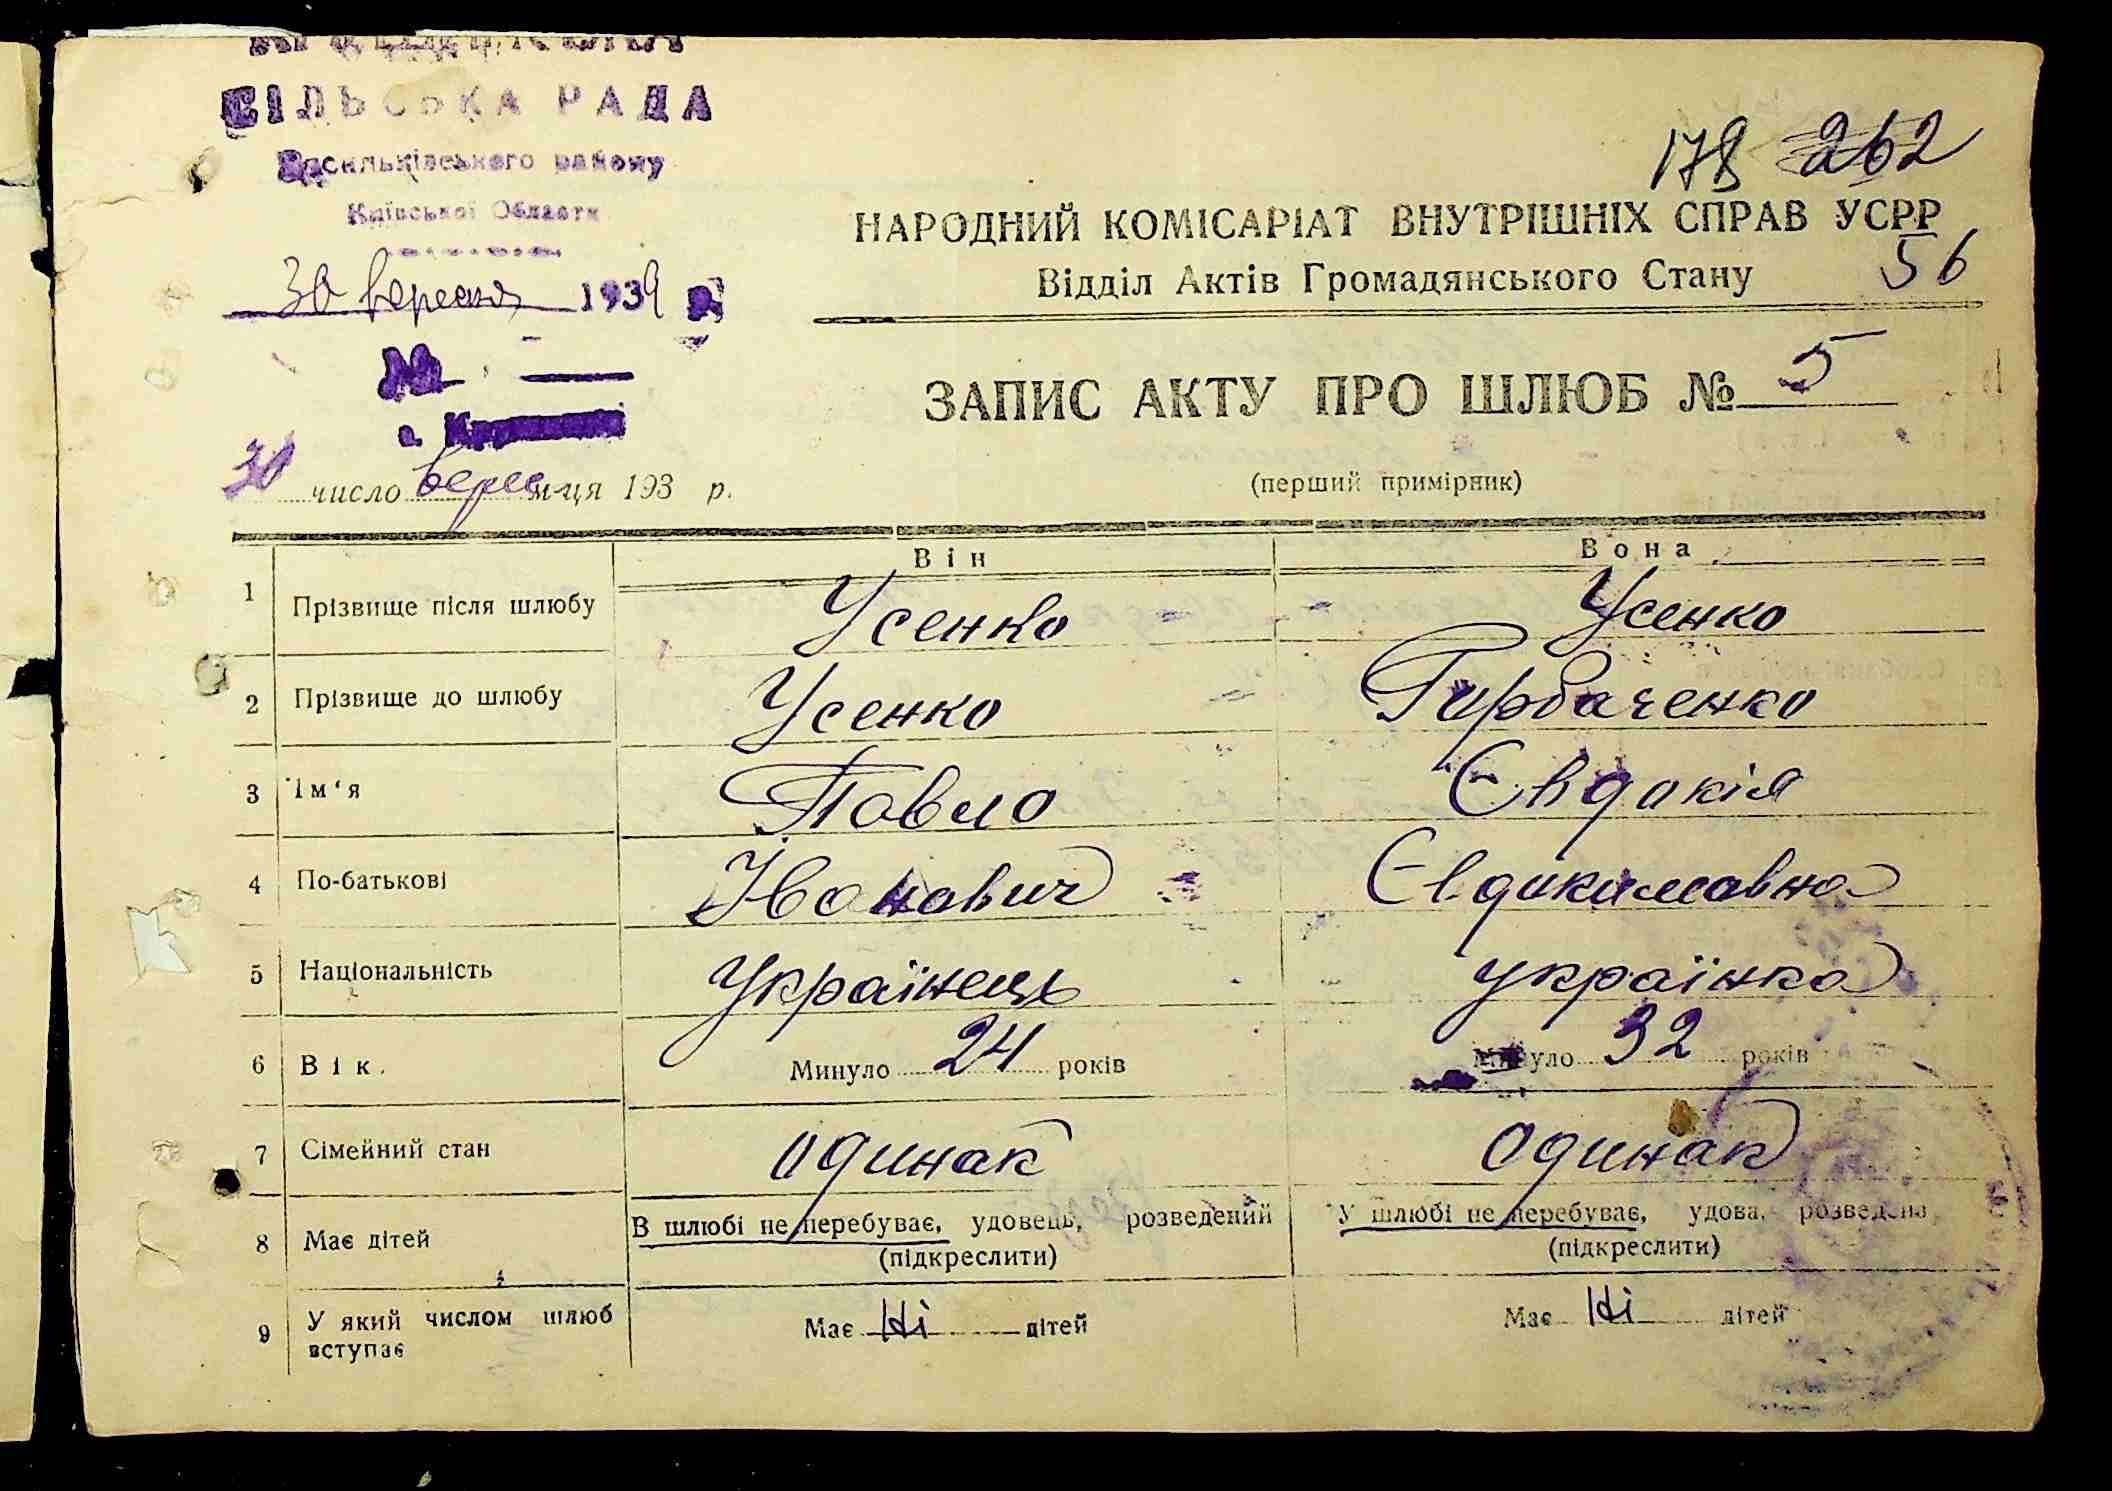 СІЛЬСЬКА РАДА
Васильківського району
Київської Области
30 вересня 1939 р.
№
с.
30 число верес м-ця 193 р.
178 262
НАРОДНИЙ КОМІСАРІАТ ВНУТРІШНІХ СПРАВ УСРР
Відділ Актів Громадянського Стану 56
ЗАПИС АКТУ ПРО ШЛЮБ № 5
(перший примірник)
Він Вона
1 Прізвище після шлюбу Усенко Усенко
2 Прізвище до шлюбу Усенко Горбаченко
3 Ім'я Павло Євдокія
4 По-батькові Іванович Євдокимовна
5 Національність Українець українка
6 Вік. Минуло 24 років Минуло 32 років
7 Сімейний стан одинак Одинак
8 Має дітей В шлюбі не перебуває, удовець, розведений У шлюбі не перебуває, удова, розведена
(підкреслити) (підкреслити)
9 У який числом шлюб вступає Має Ні дітей Має Ні дітей